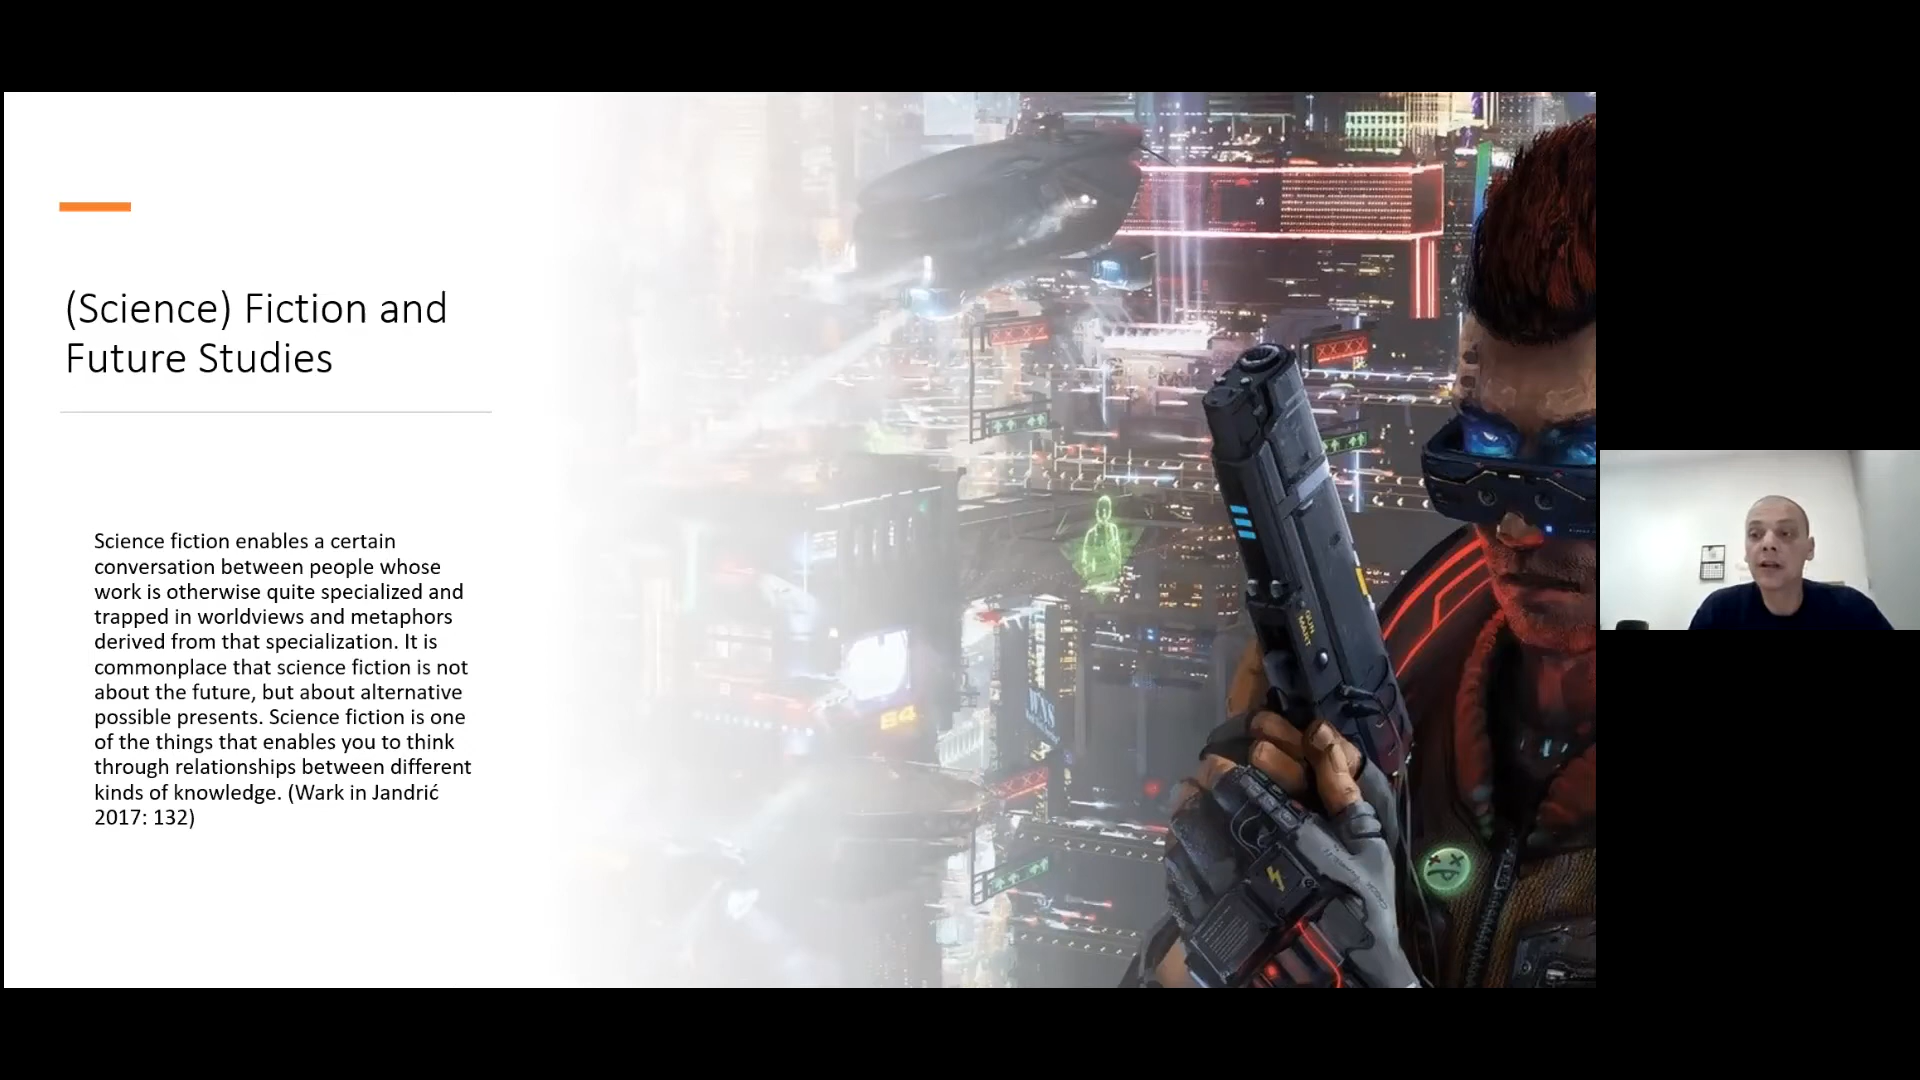 (Science) Fiction and
Future Studies
Science fiction enables a certain
conversation between people whose
work is otherwise quite specialized and
trapped in worldviews and metaphors
derived from that specialization. It is
commonplace that science fiction is not
about the future, but about alternative
possible presents. Science fiction is one
of the things that enables you to think
through relationships between different
kinds of knowledge. (Wark in Jandrić
2017: 132)
GUN
MART